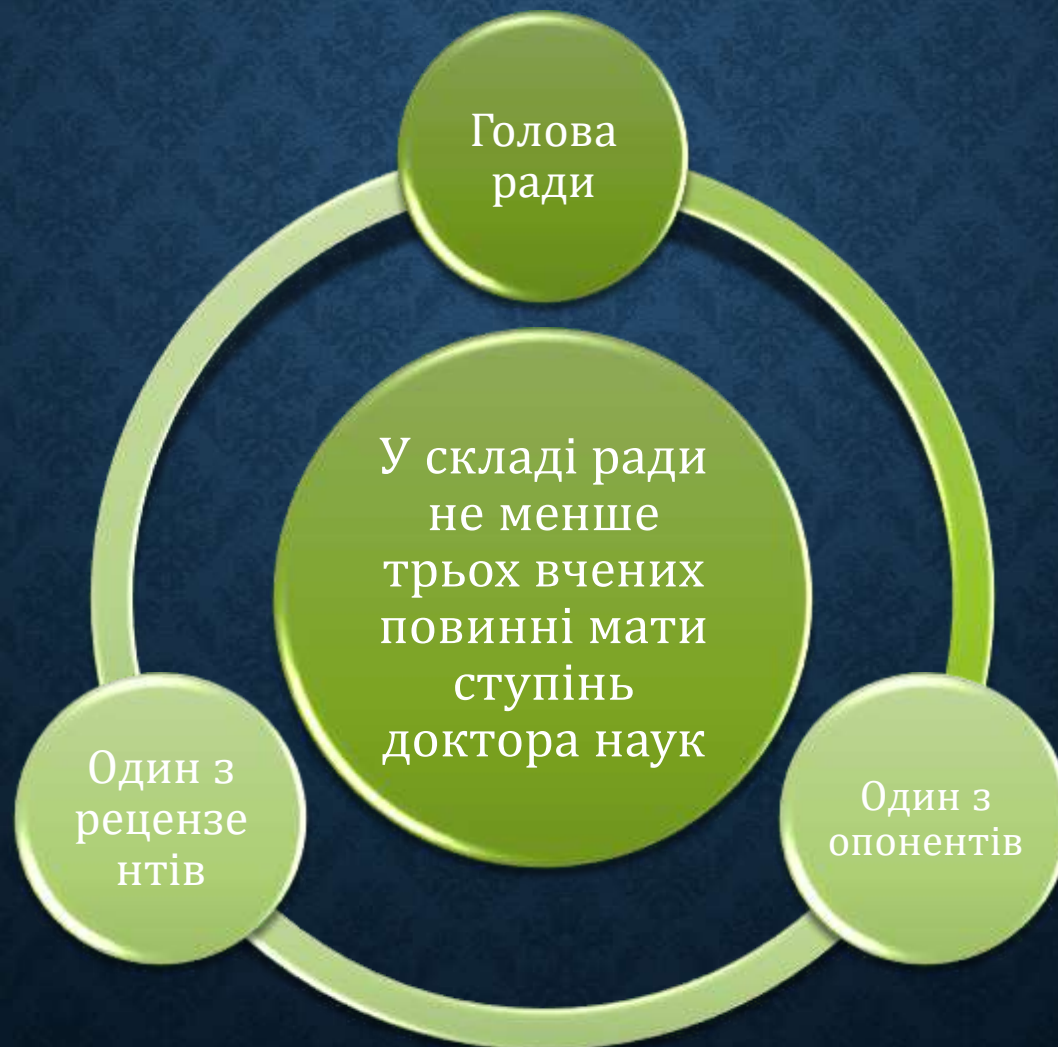 Голова
ради
У складі ради
не менше
трьох вчених
повинні мати
ступінь
доктора наук
Один з
рецензе
нтів
Один з
опонентів